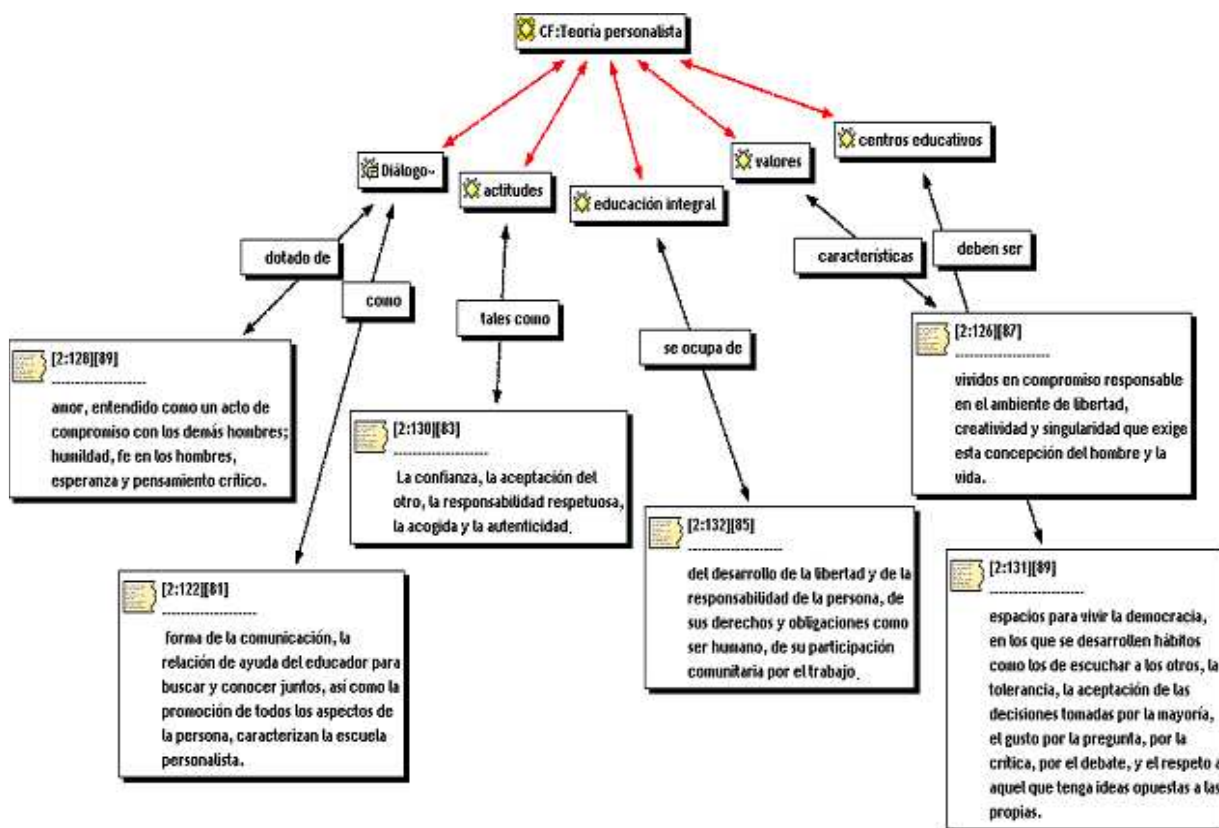 CF:Teoría personalista
Diálogo~
actitudes
educación integral
valores
centros educativos
dotado de
como
tales como
se ocupa de
características
deben ser
[2:128][89]
amor, entendido como un acto de
compromiso con los demás hombres;
humildad, fe en los hombres,
esperanza y pensamiento crítico.
[2:122][81]
forma de la comunicación, la
relación de ayuda del educador para
buscar y conocer juntos, así como la
promoción de todos los aspectos de
la persona, caracterizan la escuela
personalista.
[2:130][83]
La confianza, la aceptación del
otro, la responsabilidad respetuosa,
la acogida y la autenticidad.
[2:132][85]
del desarrollo de la libertad y de la
responsabilidad de la persona, de
sus derechos y obligaciones como
ser humano, de su participación
comunitaria por el trabajo.
[2:126][87]
vividos en compromiso responsable
en el ambiente de libertad,
creatividad y singularidad que exige
esta concepción del hombre y la
vida.
[2:131][89]
espacios para vivir la democracia,
en los que se desarrollen hábitos
como los de escuchar a los otros, la
tolerancia, la aceptación de las
decisiones tomadas por la mayoría,
el gusto por la pregunta, por la
crítica, por el debate, y el respeto a
aquel que tenga ideas opuestas a las
propias.